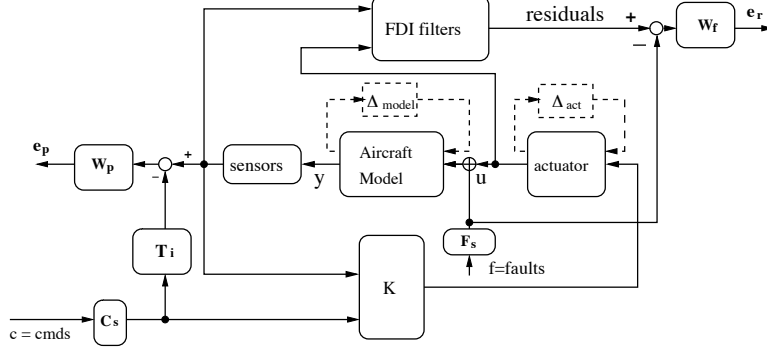 residuals
+
e_r
FDI filters
W_f
−
Δ model
Δ act
e_p
+
W_p
sensors
Aircraft
Model
actuator
−
y
u
T_i
F_s
f=faults
K
C_s
c = cmds